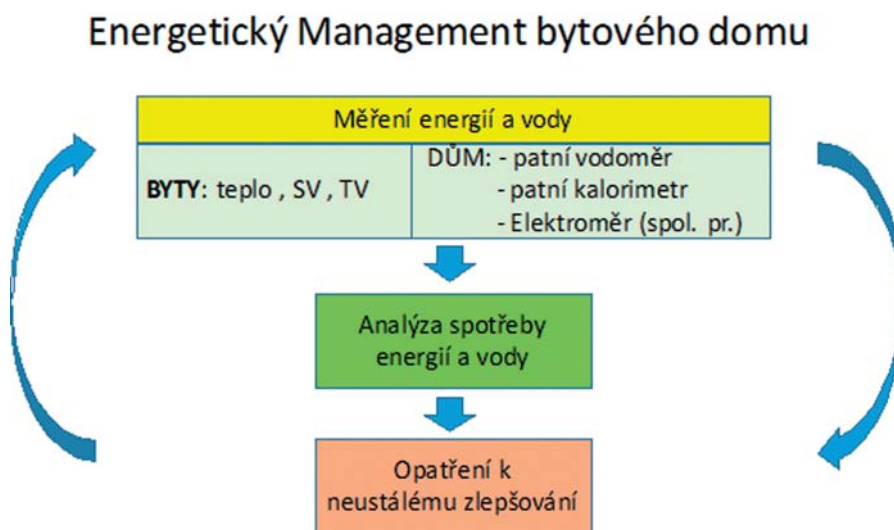 Energetický Management bytového domu
Měření energií a vody
BYTY: teplo , SV , TV
DŮM: - patní vodoměr
- patní kalorimetr
- Elektroměr (spol. pr.)
Analýza spotřeby
energií a vody
Opatření k
neustálému zlepšování